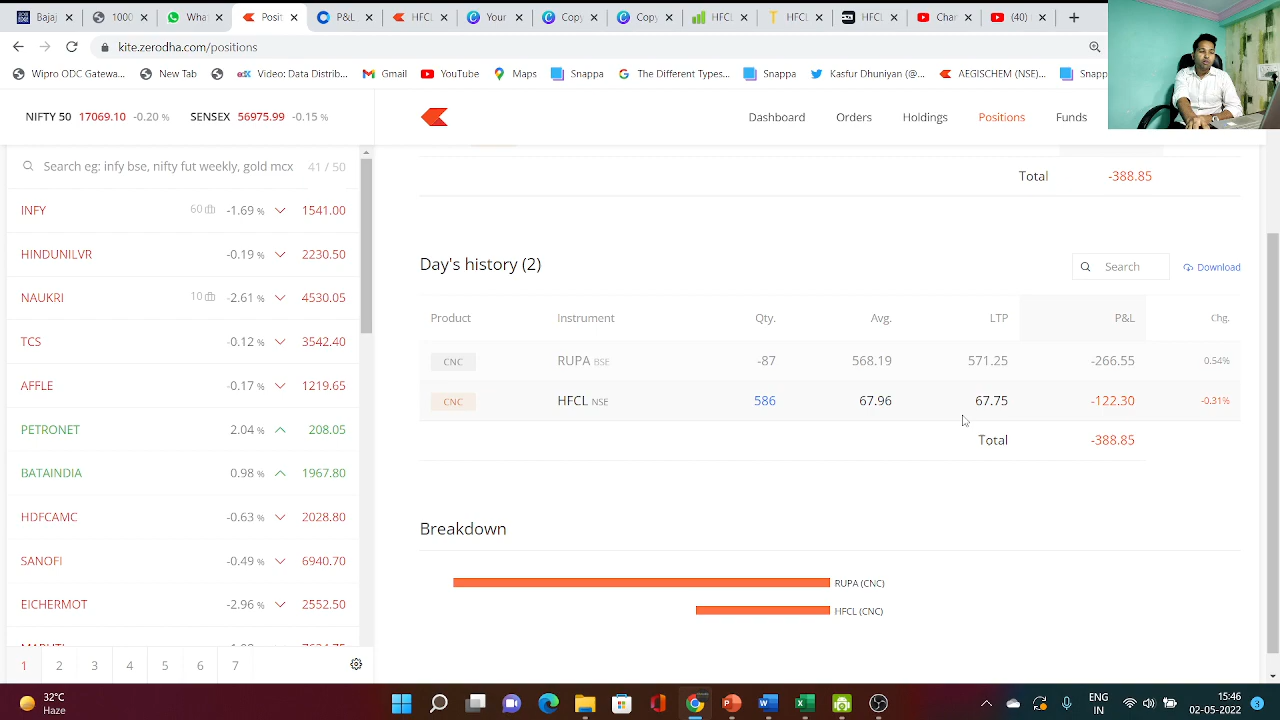 1000
Wha
Posit
P&L
HFCL
Your
Copy
Copy
HFCL
HFCL
HFCL
Char
(40)
kite.zerodha.com/positions
Wipro ODC Gatewa...
New Tab
Video: Data Distrib...
Gmail
YouTube
Maps
Snappa
The Different Types...
Snappa
Kasfur Dhuniyan (@...
AEGISCHEM (NSE)...
Snapp
NIFTY 50 17069.10 -0.20 %
SENSEX 56975.99 -0.15 %
Dashboard
Orders
Holdings
Positions
Funds
Search eg: infy bse, nifty fut weekly, gold mcx
41 / 50
INFY 60 -1.69 % 1541.00
HINDUNILVR -0.19 % 2230.50
NAUKRI 10 -2.61 % 4530.05
TCS -0.12 % 3542.40
AFFLE -0.17 % 1219.65
PETRONET 2.04 % 208.05
BATAINDIA 0.98 % 1967.80
HDFCAMC -0.63 % 2028.80
SANOFI -0.49 % 6940.70
EICHERMOT -2.96 % 2552.50
1 2 3 4 5 6 7
Total -388.85
Day's history (2)
Search
Download
Product Instrument Qty. Avg. LTP P&L Chg.
CNC RUPA BSE -87 568.19 571.25 -266.55 0.54%
CNC HFCL NSE 586 67.96 67.75 -122.30 -0.31%
Total -388.85
Breakdown
RUPA (CNC)
HFCL (CNC)
32°C
Haze
ENG
IN
15:46
02-05-2022
3